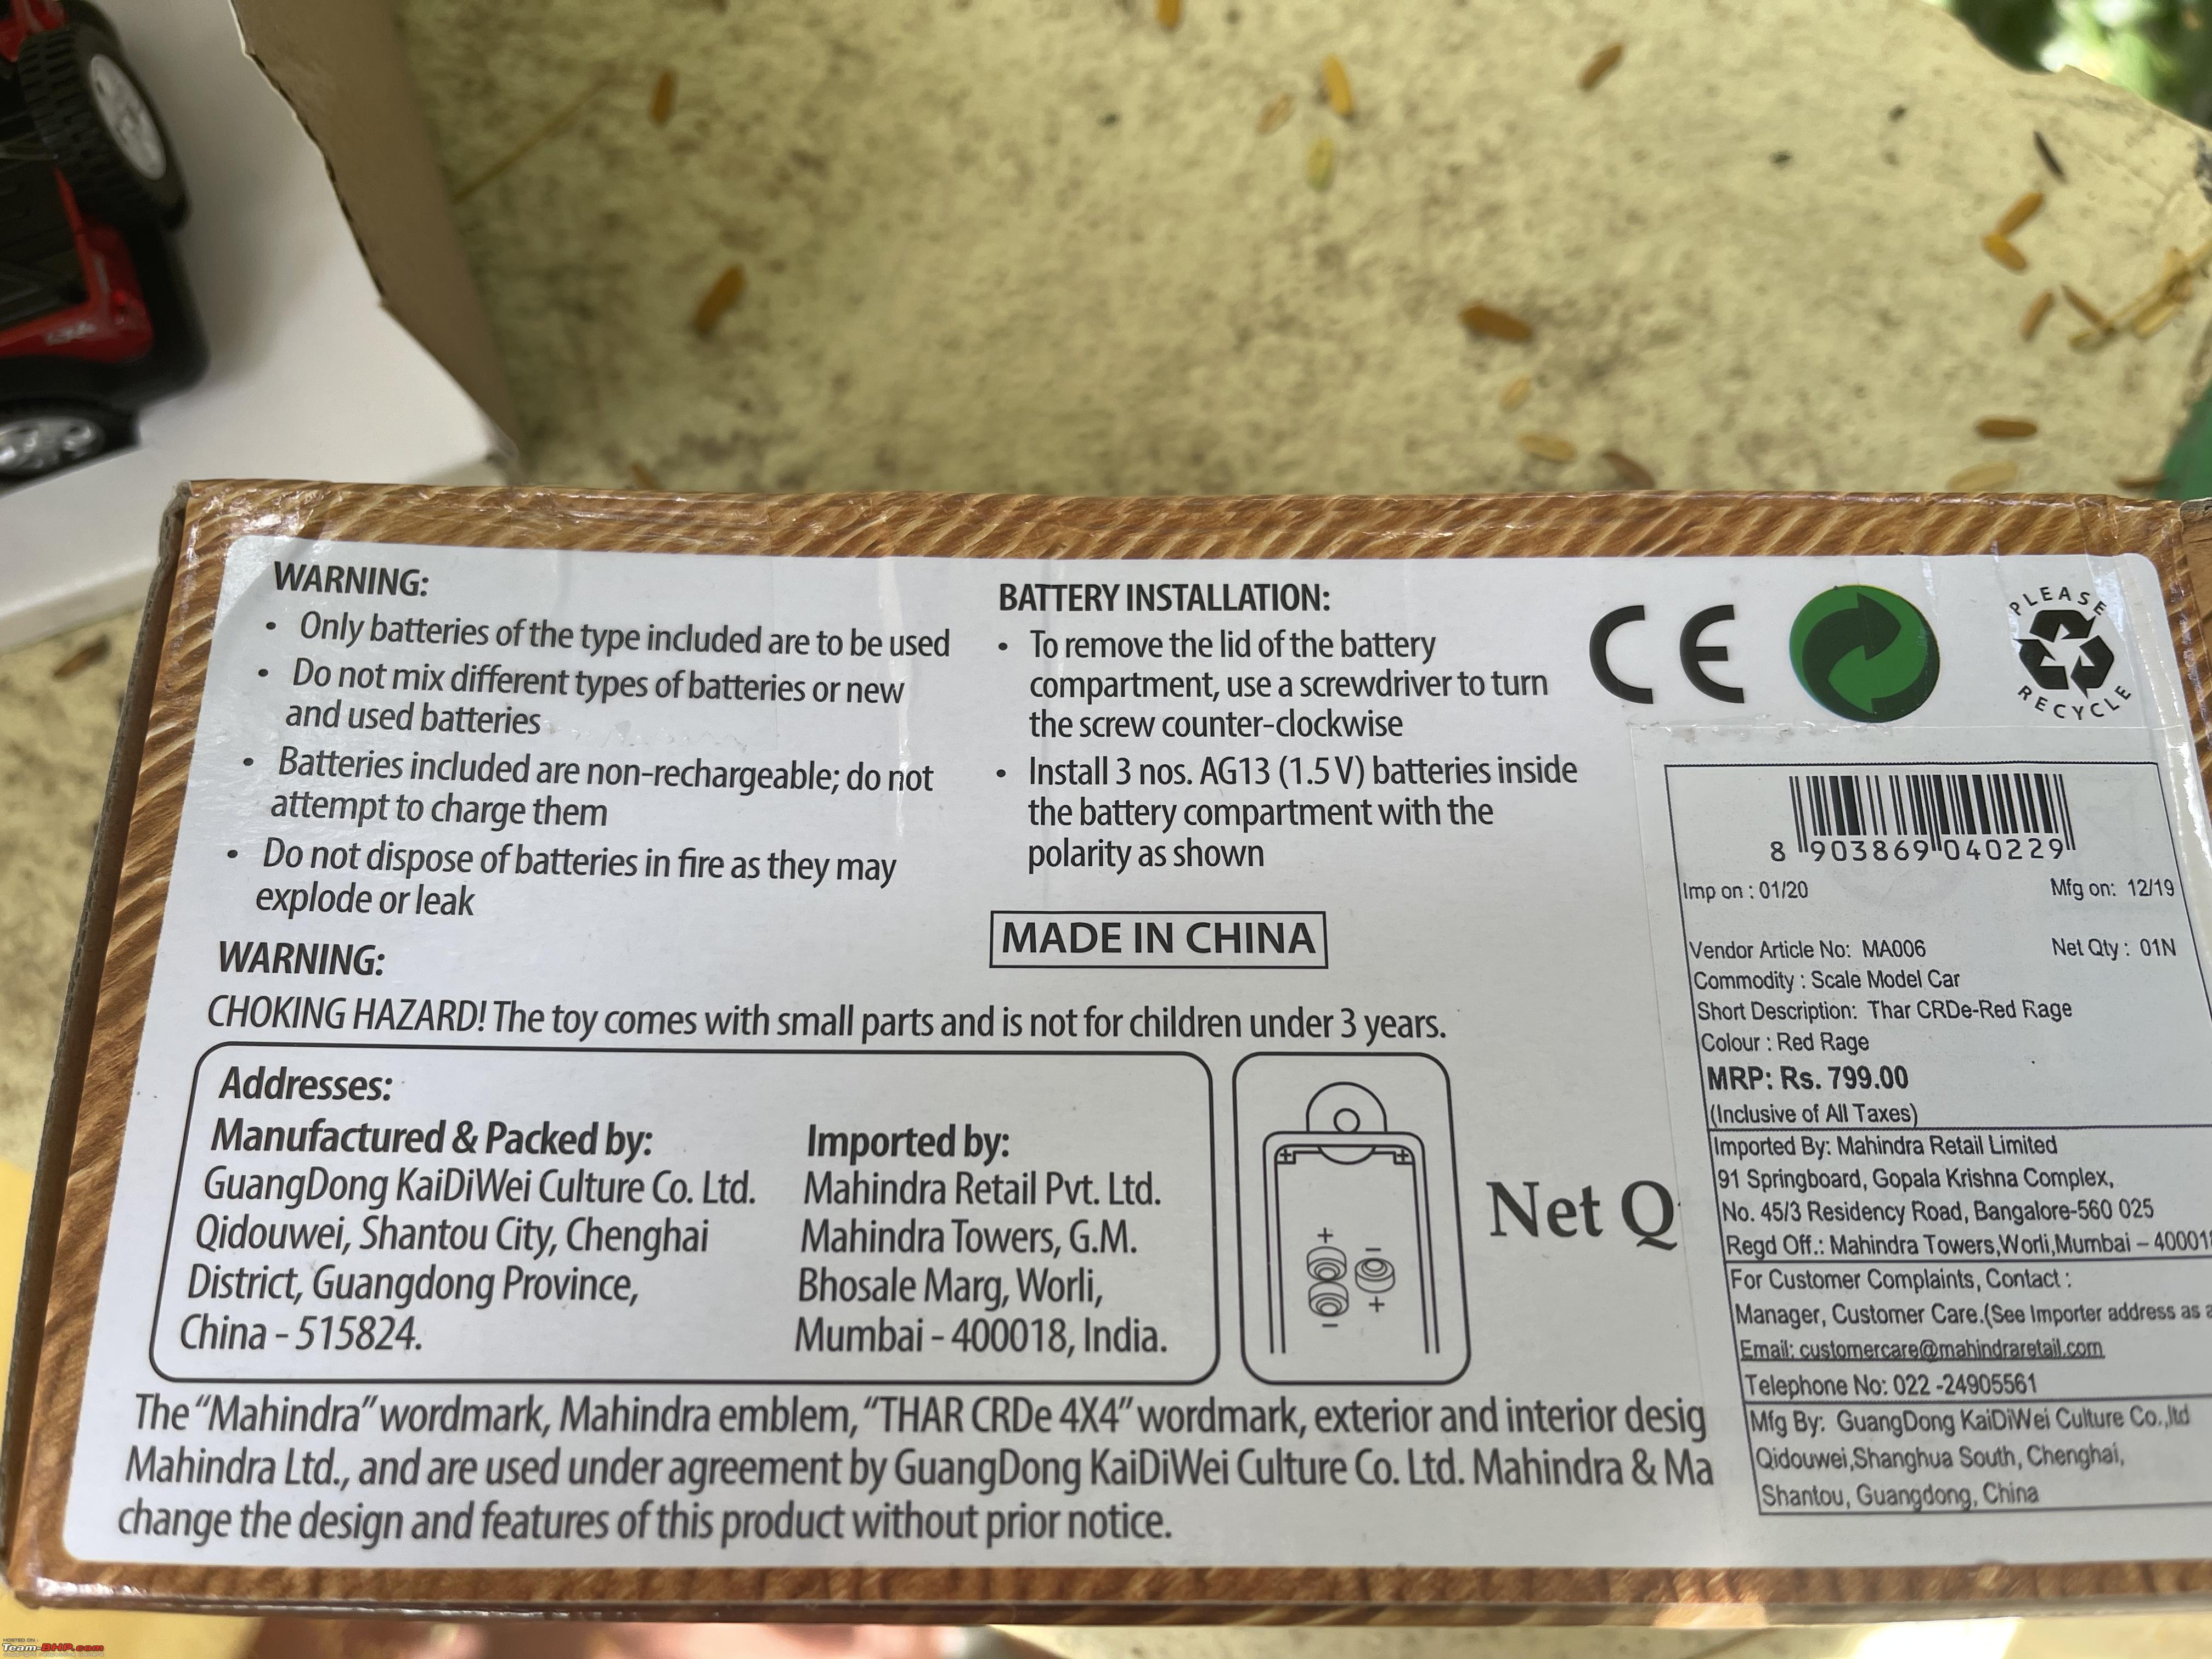 WARNING:
• Only batteries of the type included are to be used
• Do not mix different types of batteries or new
and used batteries
• Batteries included are non-rechargeable; do not
attempt to charge them
• Do not dispose of batteries in fire as they may
explode or leak
BATTERY INSTALLATION:
• To remove the lid of the battery
compartment, use a screwdriver to turn
the screw counter-clockwise
• Install 3 nos. AG13 (1.5 V) batteries inside
the battery compartment with the
polarity as shown
MADE IN CHINA
CE
PLEASE
RECYCLE
WARNING:
CHOKING HAZARD! The toy comes with small parts and is not for children under 3 years.
Addresses:
Manufactured & Packed by:
GuangDong KaiDiWei Culture Co. Ltd.
Qidouwei, Shantou City, Chenghai
District, Guangdong Province,
China - 515824.
Imported by:
Mahindra Retail Pvt. Ltd.
Mahindra Towers, G.M.
Bhosale Marg, Worli,
Mumbai - 400018, India.
+ -
- +
Net Q
The "Mahindra" wordmark, Mahindra emblem, "THAR CRDe 4X4" wordmark, exterior and interior desig
Mahindra Ltd., and are used under agreement by GuangDong KaiDiWei Culture Co. Ltd. Mahindra & Ma
change the design and features of this product without prior notice.
8 903869 040229
Imp on : 01/20 Mfg on: 12/19
Vendor Article No: MA006 Net Qty : 01N
Commodity : Scale Model Car
Short Description: Thar CRDe-Red Rage
Colour : Red Rage
MRP: Rs. 799.00
(Inclusive of All Taxes)
Imported By: Mahindra Retail Limited
91 Springboard, Gopala Krishna Complex,
No. 45/3 Residency Road, Bangalore-560 025
Regd Off.: Mahindra Towers,Worli,Mumbai – 40001
For Customer Complaints, Contact :
Manager, Customer Care.(See Importer address as a
Email: customercare@mahindraretail.com
Telephone No: 022 -24905561
Mfg By: GuangDong KaiDiWei Culture Co.,ltd
Qidouwei,Shanghua South, Chenghai,
Shantou, Guangdong, China
HOSTED ON :
Team-BHP.com